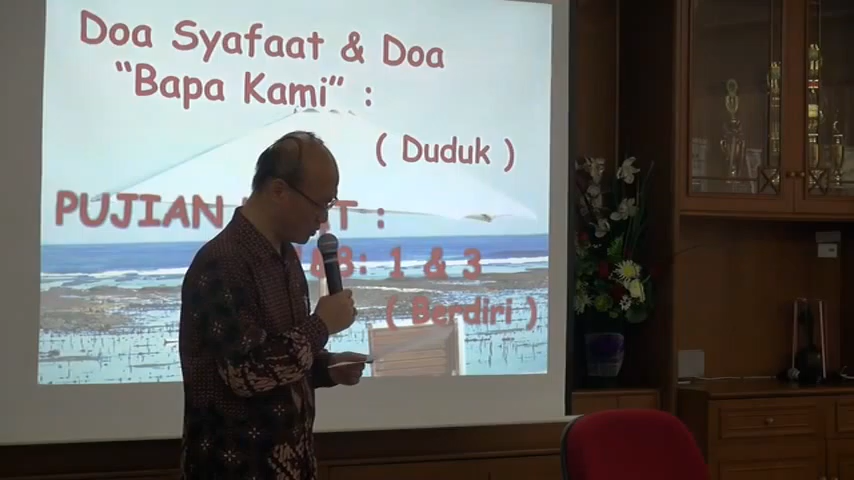 Doa Syafaat & Doa
"Bapa Kami" :
( Duduk )
PUJIAN :
: 1 & 3
( Berdiri )